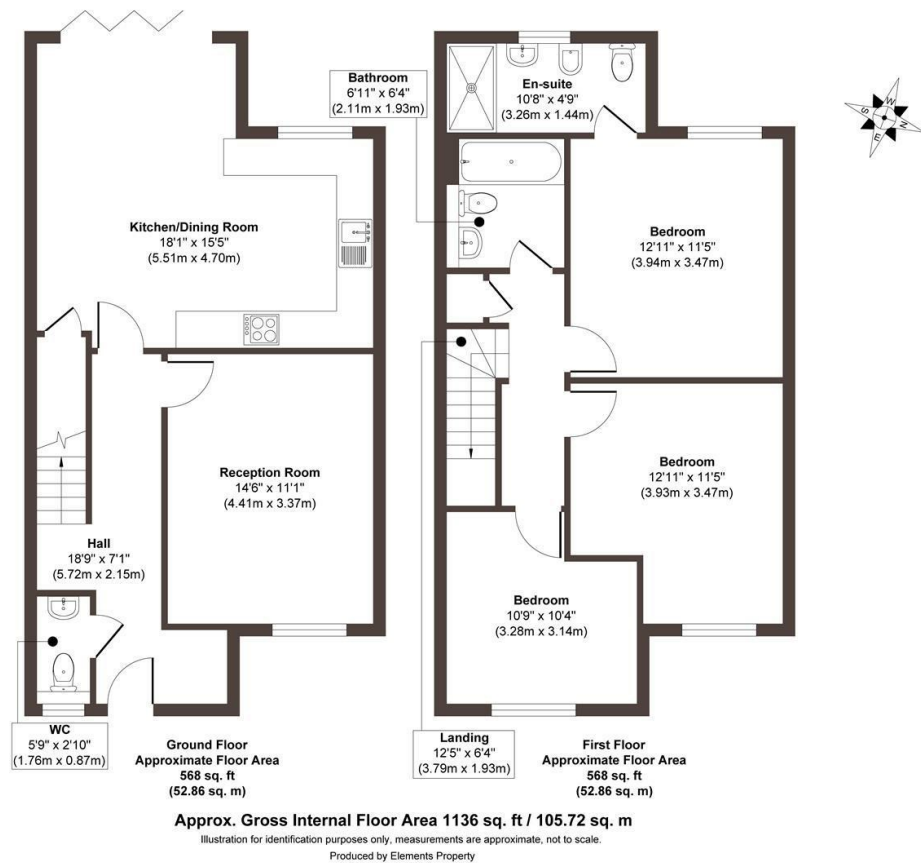 Bathroom
6'11" x 6'4"
(2.11m x 1.93m)
En-suite
10'8" x 4'9"
(3.26m x 1.44m)
S W
E N
Kitchen/Dining Room
18'1" x 15'5"
(5.51m x 4.70m)
Bedroom
12'11" x 11'5"
(3.94m x 3.47m)
Reception Room
14'6" x 11'1"
(4.41m x 3.37m)
Bedroom
12'11" x 11'5"
(3.93m x 3.47m)
Hall
18'9" x 7'1"
(5.72m x 2.15m)
Bedroom
10'9" x 10'4"
(3.28m x 3.14m)
WC
5'9" x 2'10"
(1.76m x 0.87m)
Ground Floor
Approximate Floor Area
568 sq. ft
(52.86 sq. m)
Landing
12'5" x 6'4"
(3.79m x 1.93m)
First Floor
Approximate Floor Area
568 sq. ft
(52.86 sq. m)
Approx. Gross Internal Floor Area 1136 sq. ft / 105.72 sq. m
Illustration for identification purposes only, measurements are approximate, not to scale.
Produced by Elements Property